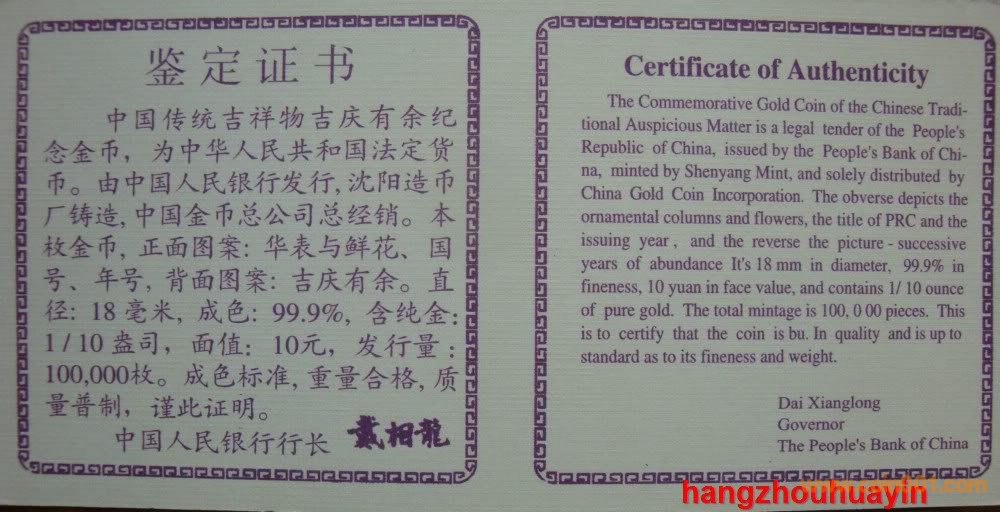 鉴定证书
中国传统吉祥物吉庆有余纪
念金币，为中华人民共和国法定货
币。由中国人民银行发行，沈阳造币
厂铸造，中国金币总公司总经销。本
枚金币，正面图案：华表与鲜花、国
号、年号，背面图案：吉庆有余。直
径：18毫米，成色：99.9%，含纯金：
1/10盎司，面值：10元，发行量：
100,000枚。成色标准，重量合格，质
量普制，谨此证明。
中国人民银行行长 戴相龙
Certificate of Authenticity
The Commemorative Gold Coin of the Chinese Tradi-
tional Auspicious Matter is a legal tender of the People's
Republic of China, issued by the People's Bank of Chi-
na, minted by Shenyang Mint, and solely distributed by
China Gold Coin Incorporation. The obverse depicts the
ornamental columns and flowers, the title of PRC and the
issuing year, and the reverse the picture - successive
years of abundance It's 18 mm in diameter, 99.9% in
fineness, 10 yuan in face value, and contains 1/ 10 ounce
of pure gold. The total mintage is 100, 0 00 pieces. This
is to certify that the coin is bu. In quality and is up to
standard as to its fineness and weight.
Dai Xianglong
Governor
The People's Bank of China
hangzhouhuayin